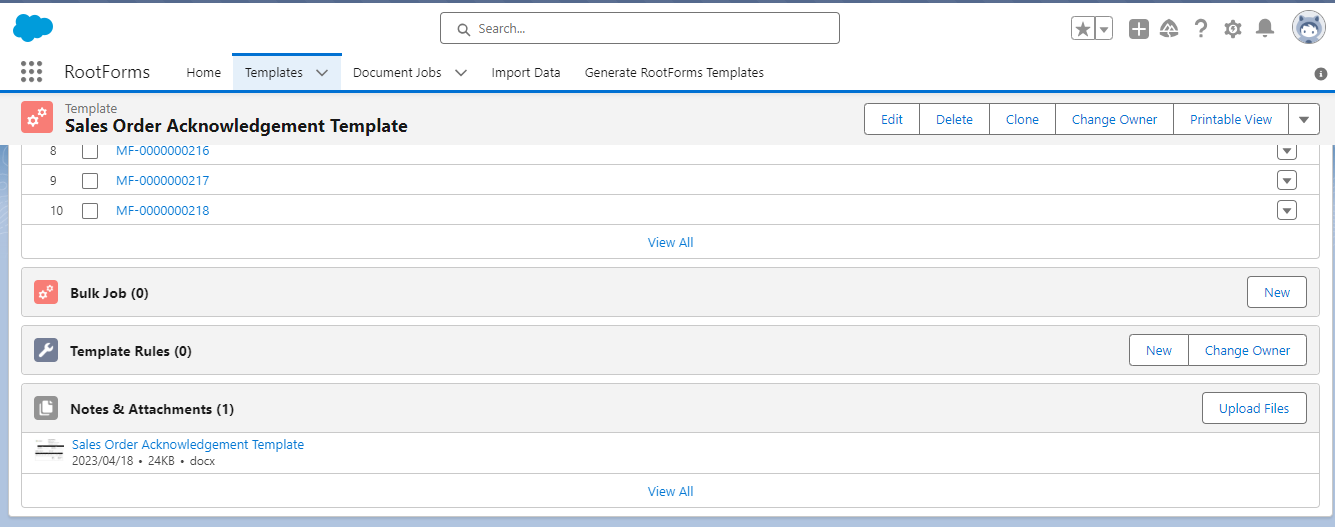 Search...
RootForms Home Templates Document Jobs Import Data Generate RootForms Templates
Template
Sales Order Acknowledgement Template
Edit Delete Clone Change Owner Printable View
8 MF-0000000216
9 MF-0000000217
10 MF-0000000218
View All
Bulk Job (0) New
Template Rules (0) New Change Owner
Notes & Attachments (1) Upload Files
Sales Order Acknowledgement Template
2023/04/18 • 24KB • docx
View All